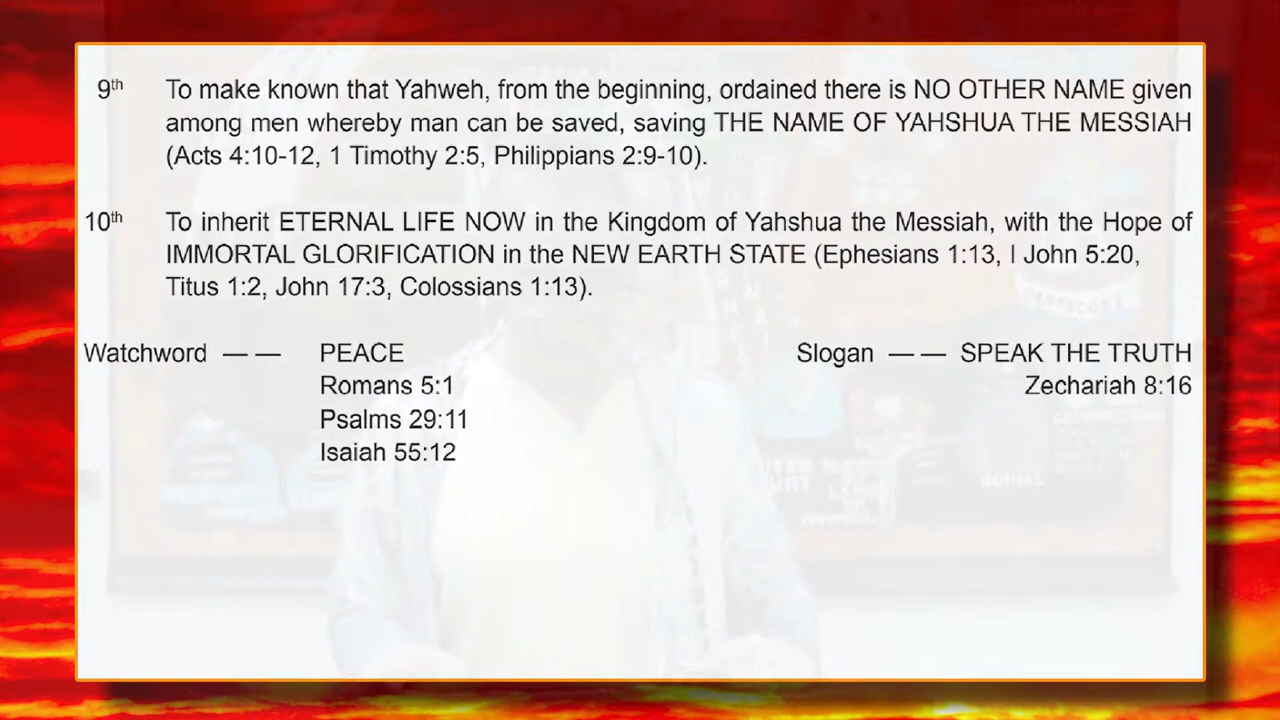 9th To make known that Yahweh, from the beginning, ordained there is NO OTHER NAME given
among men whereby man can be saved, saving THE NAME OF YAHSHUA THE MESSIAH
(Acts 4:10-12, 1 Timothy 2:5, Philippians 2:9-10).
10th To inherit ETERNAL LIFE NOW in the Kingdom of Yahshua the Messiah, with the Hope of
IMMORTAL GLORIFICATION in the NEW EARTH STATE (Ephesians 1:13, I John 5:20,
Titus 1:2, John 17:3, Colossians 1:13).
Watchword — — PEACE Slogan — — SPEAK THE TRUTH
Romans 5:1 Zechariah 8:16
Psalms 29:11
Isaiah 55:12